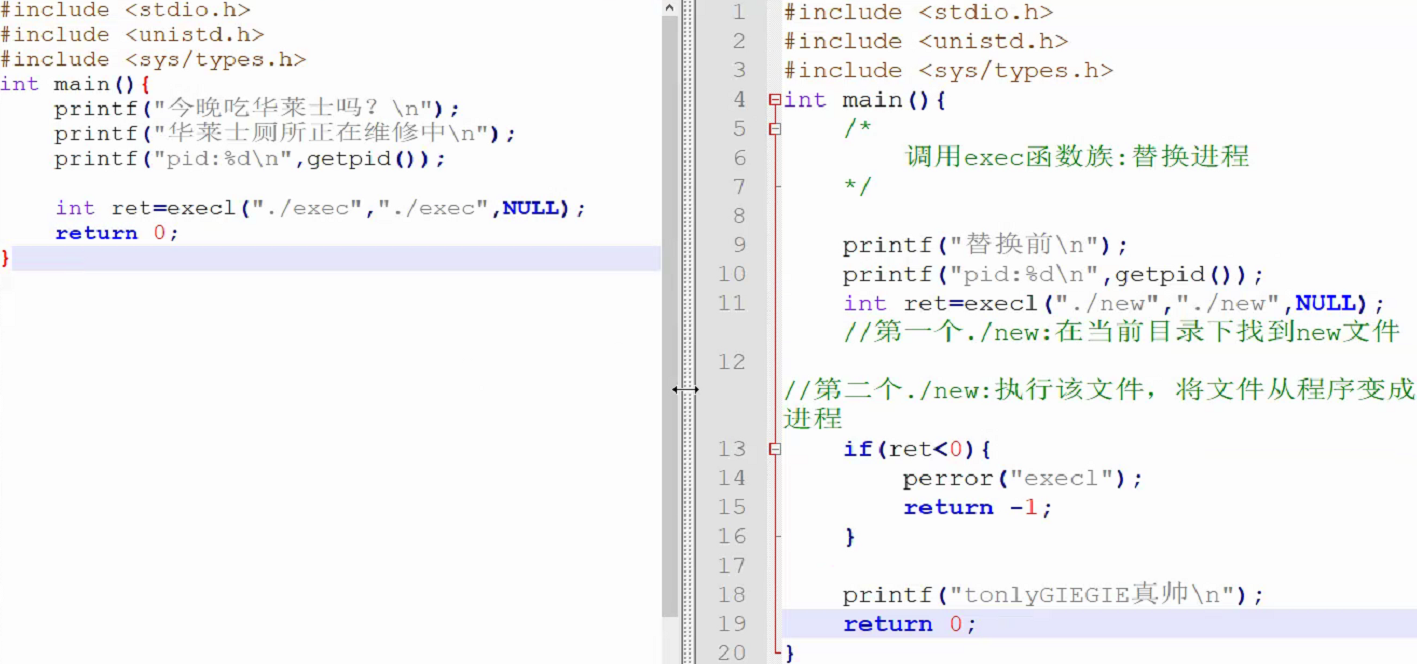 #include <stdio.h>
#include <unistd.h>
#include <sys/types.h>
int main(){
    printf("今晚吃华莱士吗？\n");
    printf("华莱士厕所正在维修中\n");
    printf("pid:%d\n",getpid());

    int ret=execl("./exec","./exec",NULL);
    return 0;
}
1 #include <stdio.h>
2 #include <unistd.h>
3 #include <sys/types.h>
4 int main(){
5     /*
6         调用exec函数族:替换进程
7     */
8
9     printf("替换前\n");
10     printf("pid:%d\n",getpid());
11     int ret=execl("./new","./new",NULL);
    //第一个./new:在当前目录下找到new文件
12
//第二个./new:执行该文件，将文件从程序变成
进程
13     if(ret<0){
14         perror("execl");
15         return -1;
16     }
17
18     printf("tonlyGIEGIE真帅\n");
19     return 0;
20 }